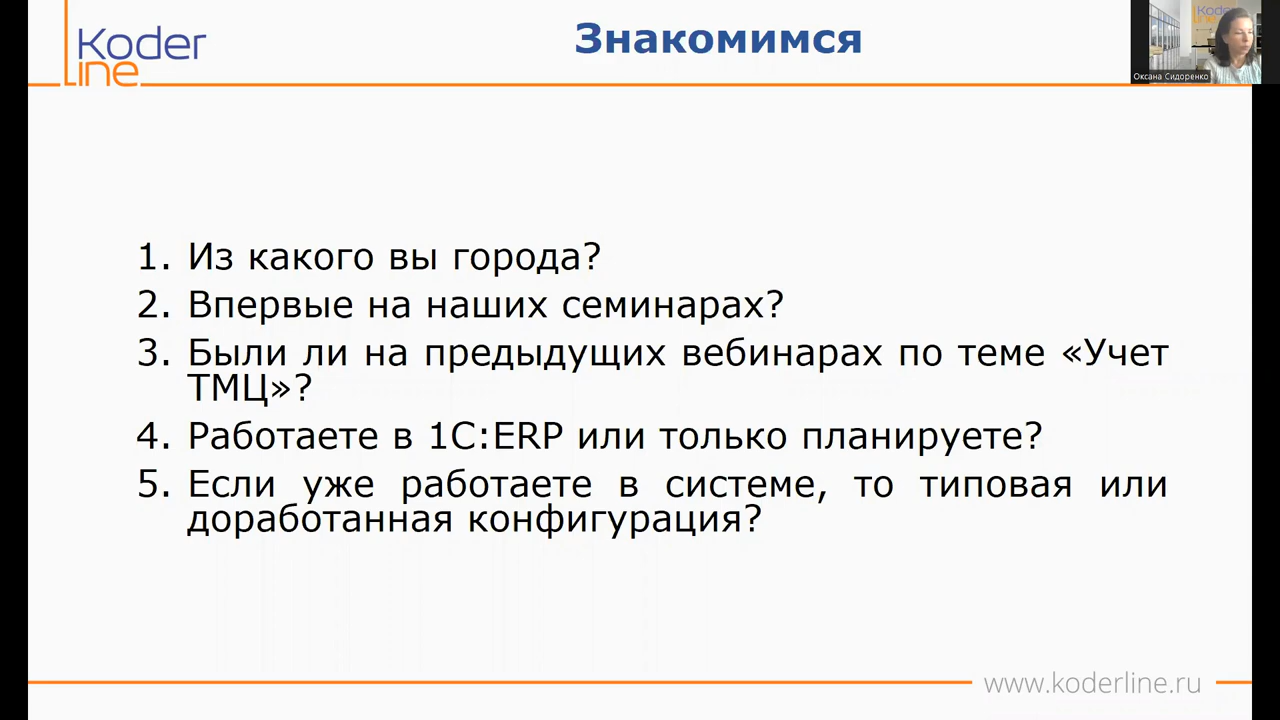 Знакомимся
Koder
line
Koder
line
Оксана Сидоренко
1. Из какого вы города?
2. Впервые на наших семинарах?
3. Были ли на предыдущих вебинарах по теме «Учет
ТМЦ»?
4. Работаете в 1С:ERP или только планируете?
5. Если уже работаете в системе, то типовая или
доработанная конфигурация?
www.koderline.ru